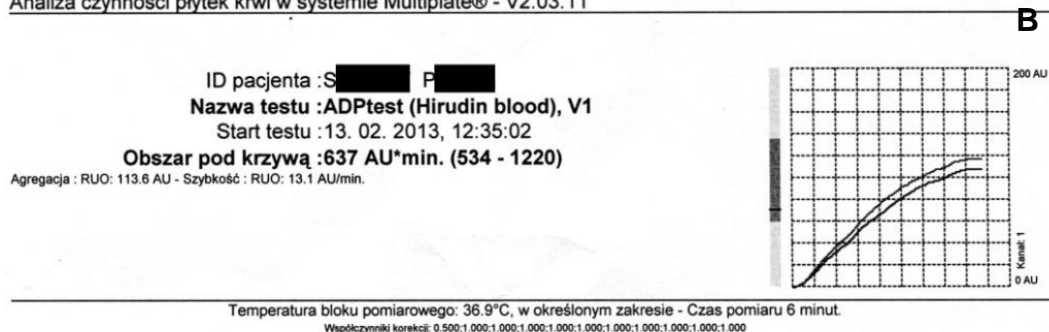 Analiza czynności płytek krwi w systemie Multiplate® - V2.03.11
B
ID pacjenta :S P
Nazwa testu :ADPtest (Hirudin blood), V1
Start testu :13. 02. 2013, 12:35:02
Obszar pod krzywą :637 AU*min. (534 - 1220)
Agregacja : RUO: 113.6 AU - Szybkość : RUO: 13.1 AU/min.
200 AU
Kanał: 1
0 AU
Temperatura bloku pomiarowego: 36.9°C, w określonym zakresie - Czas pomiaru 6 minut.
Współczynniki korekcji: 0.500:1.000:1.000:1.000:1.000:1.000:1.000:1.000:1.000:1.000:1.000